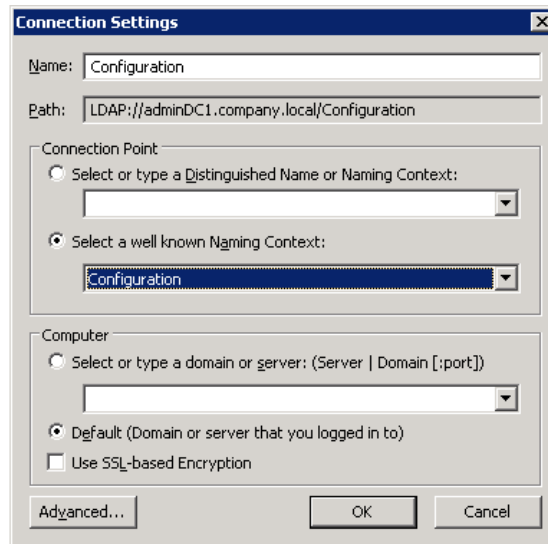 Connection Settings
Name: Configuration
Path: LDAP://adminDC1.company.local/Configuration
Connection Point
Select or type a Distinguished Name or Naming Context:
Select a well known Naming Context:
Configuration
Computer
Select or type a domain or server: (Server | Domain [:port])
Default (Domain or server that you logged in to)
Use SSL-based Encryption
Advanced... OK Cancel